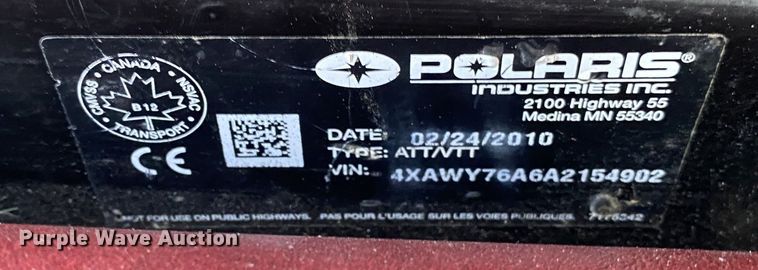 POLARIS®
INDUSTRIES INC.
2100 Highway 55
Medina MN 55340
CANADA
CMVSS NSVAC
B 12
TRANSPORT
CE
DATE: 02/24/2010
TYPE: ATT/VTT
VIN: 4XAWY76A6A2154902
NOT FOR USE ON PUBLIC HIGHWAYS. PAS POUR L'USAGE SUR LES VOIES PUBLIQUES.
Purple Wave Auction